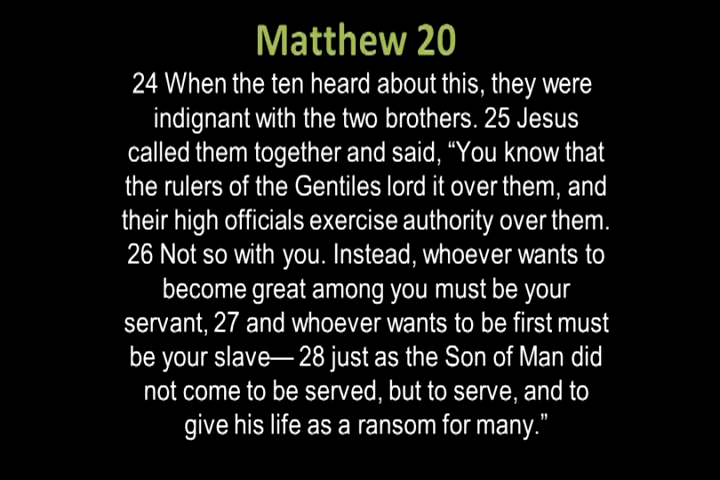 Matthew 20
24 When the ten heard about this, they were
indignant with the two brothers. 25 Jesus
called them together and said, “You know that
the rulers of the Gentiles lord it over them, and
their high officials exercise authority over them.
26 Not so with you. Instead, whoever wants to
become great among you must be your
servant, 27 and whoever wants to be first must
be your slave— 28 just as the Son of Man did
not come to be served, but to serve, and to
give his life as a ransom for many.”